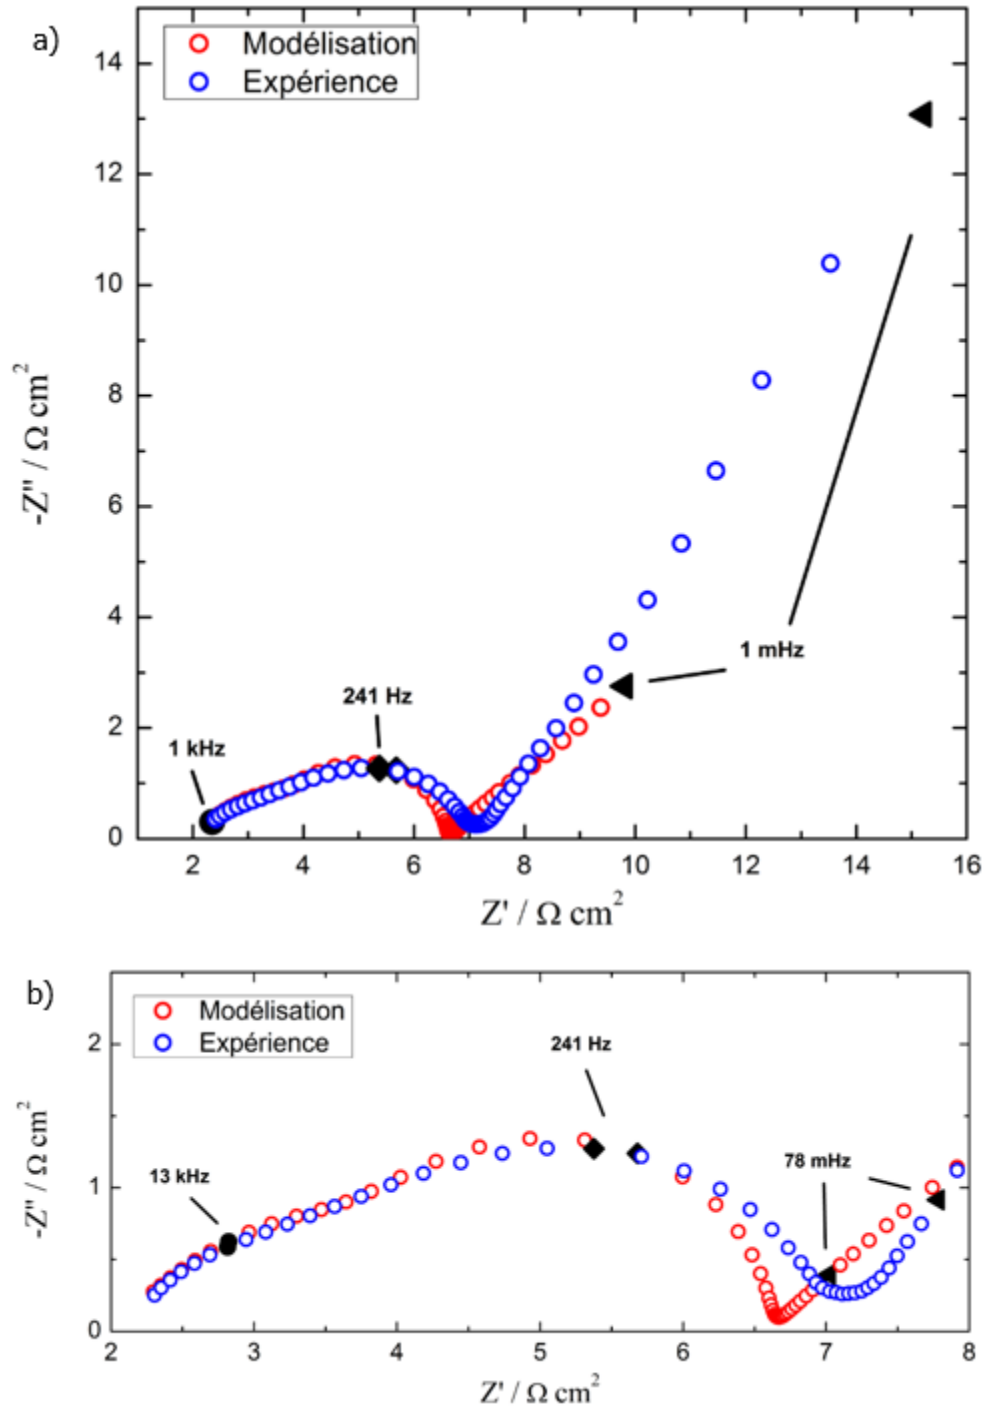 a)
Modélisation
Expérience
14
12
10
8
6
4
2
0
-Z'' / Ω cm²
1 mHz
241 Hz
1 kHz
2 4 6 8 10 12 14 16
Z' / Ω cm²
b)
Modélisation
Expérience
2
1
0
-Z'' / Ω cm²
241 Hz
13 kHz
78 mHz
2 3 4 5 6 7 8
Z' / Ω cm²